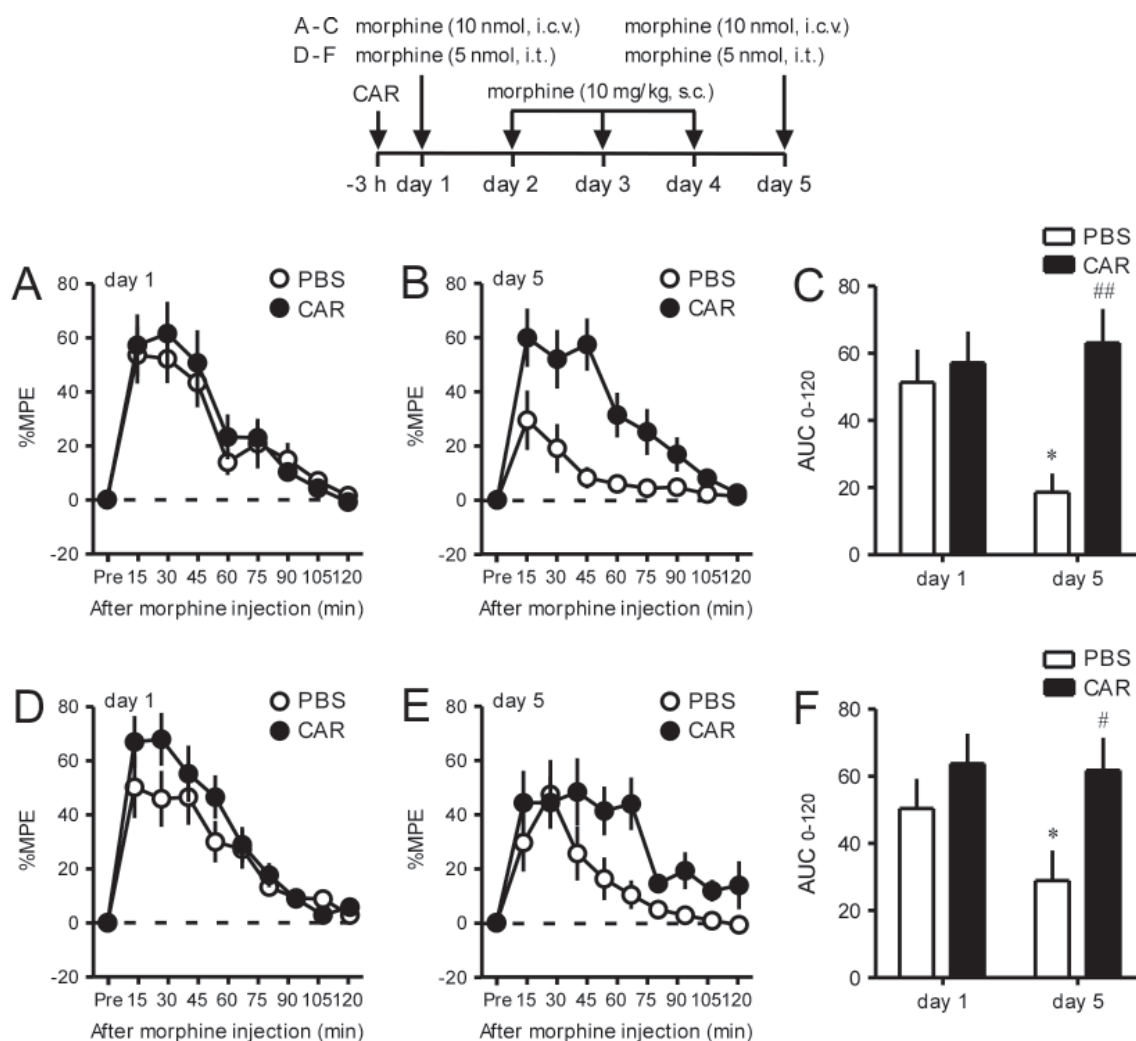 A-C morphine (10 nmol, i.c.v.) morphine (10 nmol, i.c.v.)
D-F morphine (5 nmol, i.t.) morphine (5 nmol, i.t.)
CAR morphine (10 mg/kg, s.c.)
-3 h day 1 day 2 day 3 day 4 day 5
A
day 1
PBS
CAR
80
60
40
20
0
-20
%MPE
Pre 15 30 45 60 75 90 105 120
After morphine injection (min)
B
day 5
PBS
CAR
80
60
40
20
0
-20
%MPE
Pre 15 30 45 60 75 90 105 120
After morphine injection (min)
C
PBS
CAR
##
*
80
60
40
20
0
AUC 0-120
day 1 day 5
D
day 1
PBS
CAR
80
60
40
20
0
-20
%MPE
Pre 15 30 45 60 75 90 105 120
After morphine injection (min)
E
day 5
PBS
CAR
80
60
40
20
0
-20
%MPE
Pre 15 30 45 60 75 90 105 120
After morphine injection (min)
F
PBS
CAR
#
*
80
60
40
60
0
AUC 0-120
day 1 day 5